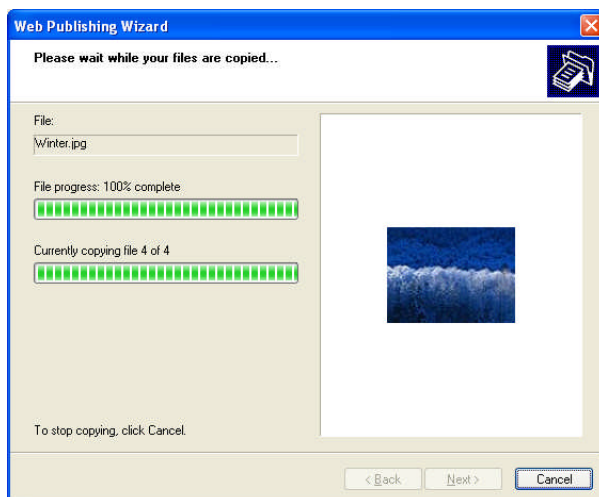 Web Publishing Wizard
Please wait while your files are copied...
File:
Winter.jpg
File progress: 100% complete
Currently copying file 4 of 4
To stop copying, click Cancel.
< Back
Next >
Cancel